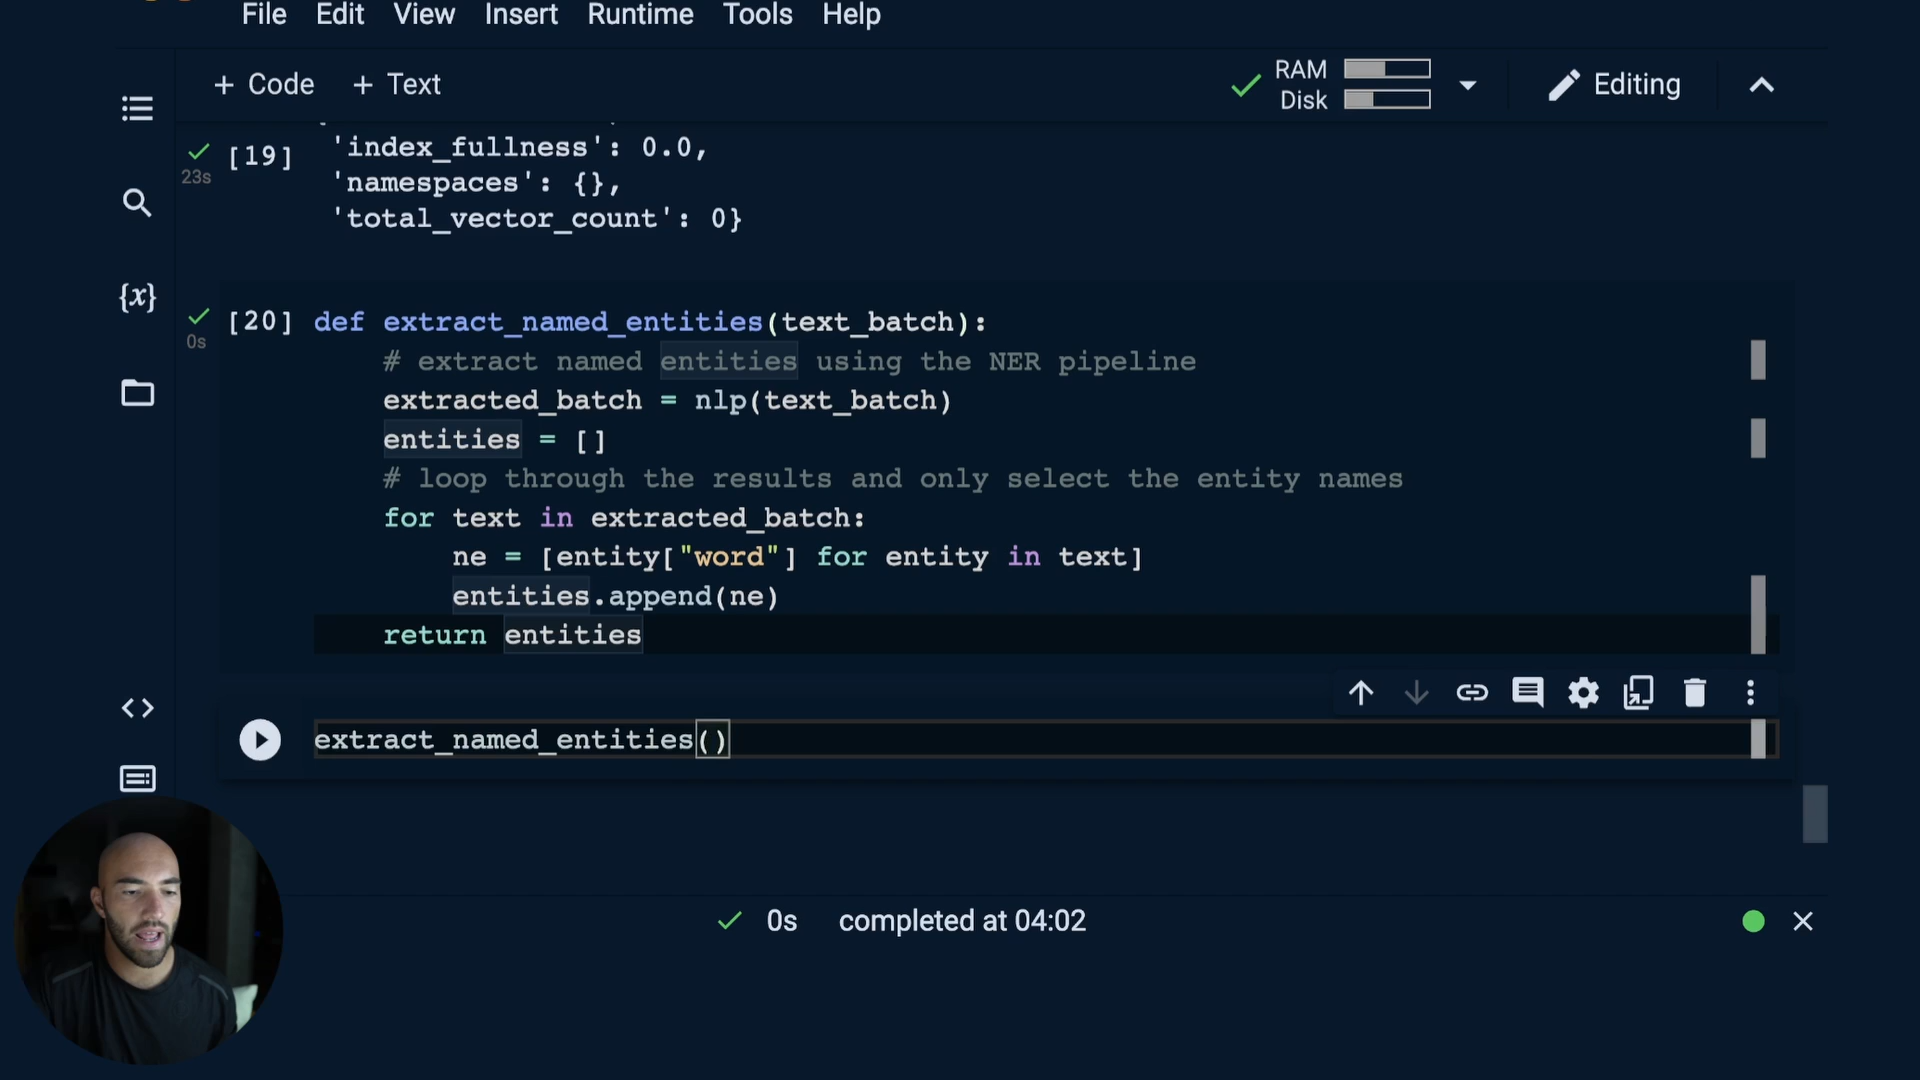 File Edit View Insert Runtime Tools Help
+ Code + Text
RAM
Disk
Editing
[19]
23s
'index_fullness': 0.0,
'namespaces': {},
'total_vector_count': 0}
{x}
[20]
0s
def extract_named_entities(text_batch):
# extract named entities using the NER pipeline
extracted_batch = nlp(text_batch)
entities = []
# loop through the results and only select the entity names
for text in extracted_batch:
ne = [entity["word"] for entity in text]
entities.append(ne)
return entities
extract_named_entities()
0s completed at 04:02